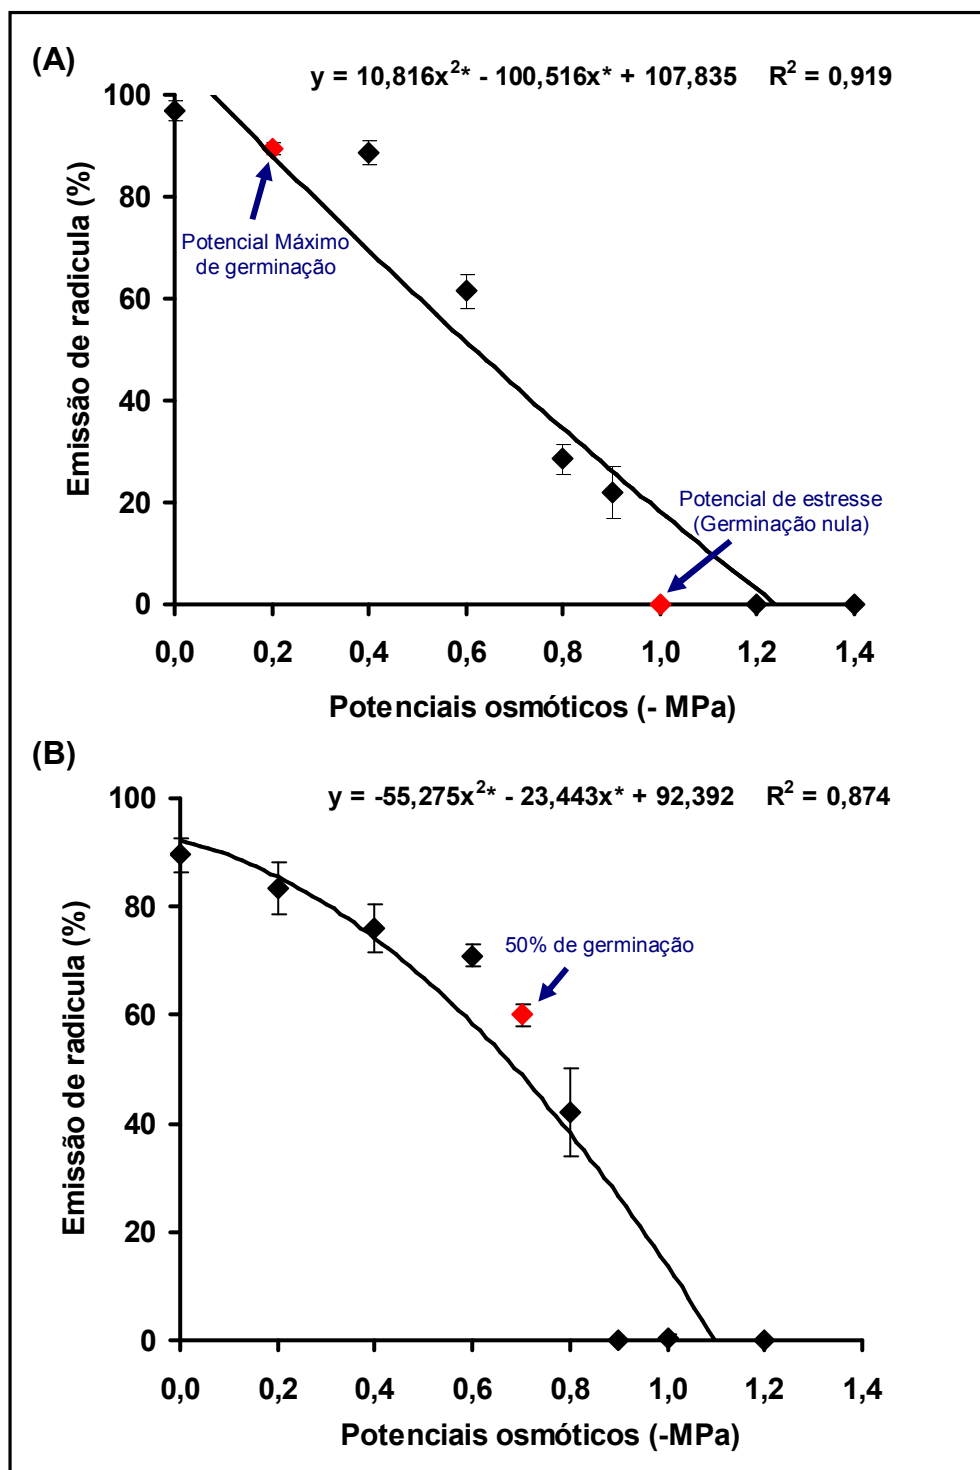 (A)
y = 10,816x²* - 100,516x* + 107,835 R² = 0,919
100
80
60
40
20
0
Emissão de radicula (%)
Potencial Máximo
de germinação
Potencial de estresse
(Germinação nula)
0,0 0,2 0,4 0,6 0,8 1,0 1,2 1,4
Potenciais osmóticos (- MPa)
(B)
y = -55,275x²* - 23,443x* + 92,392 R² = 0,874
100
80
60
40
20
0
Emissão de radicula (%)
50% de germinação
0,0 0,2 0,4 0,6 0,8 1,0 1,2 1,4
Potenciais osmóticos (-MPa)